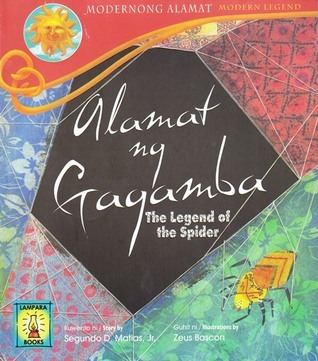 MODERNONG ALAMAT MODERN LEGEND
Alamat
ng
Gagamba
The Legend of
the Spider
LAMPARA
BOOKS
Kuwento ni / Story by
Segundo D. Matias, Jr.
Guhit ni / Illustrations by
Zeus Bascon